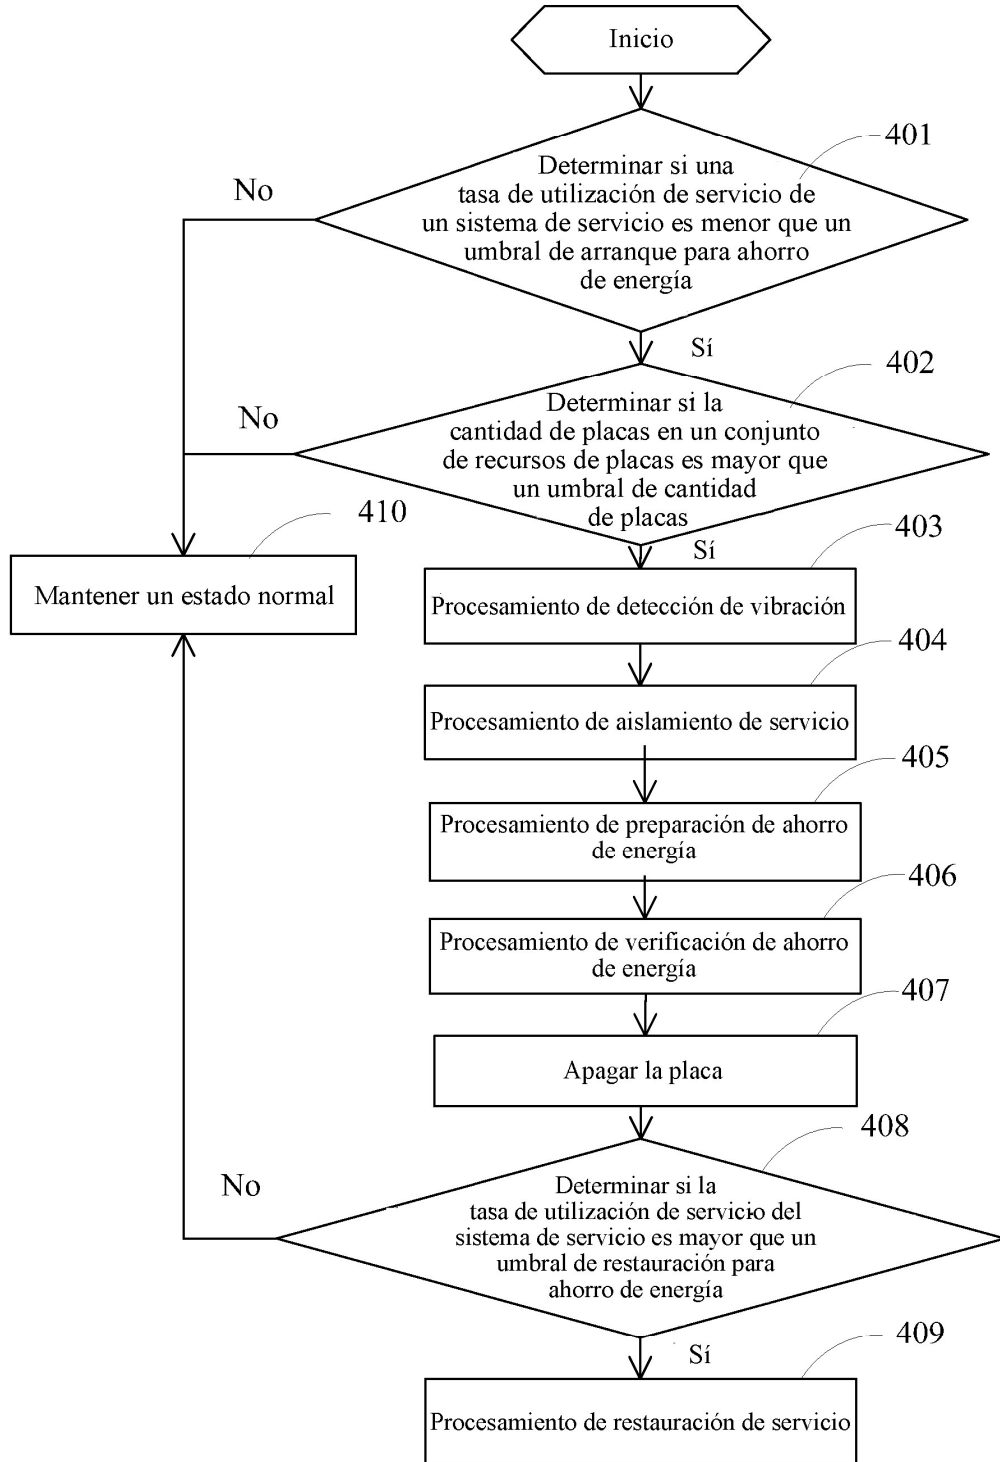 Inicio
401
Determinar si una
tasa de utilización de servicio de
un sistema de servicio es menor que un
umbral de arranque para ahorro
de energía
No
Sí
402
Determinar si la
cantidad de placas en un conjunto
de recursos de placas es mayor que
un umbral de cantidad
de placas
No
Sí
410
Mantener un estado normal
403
Procesamiento de detección de vibración
404
Procesamiento de aislamiento de servicio
405
Procesamiento de preparación de ahorro
de energía
406
Procesamiento de verificación de ahorro
de energía
407
Apagar la placa
408
Determinar si la
tasa de utilización de servicio del
sistema de servicio es mayor que un
umbral de restauración para
ahorro de energía
No
Sí
409
Procesamiento de restauración de servicio